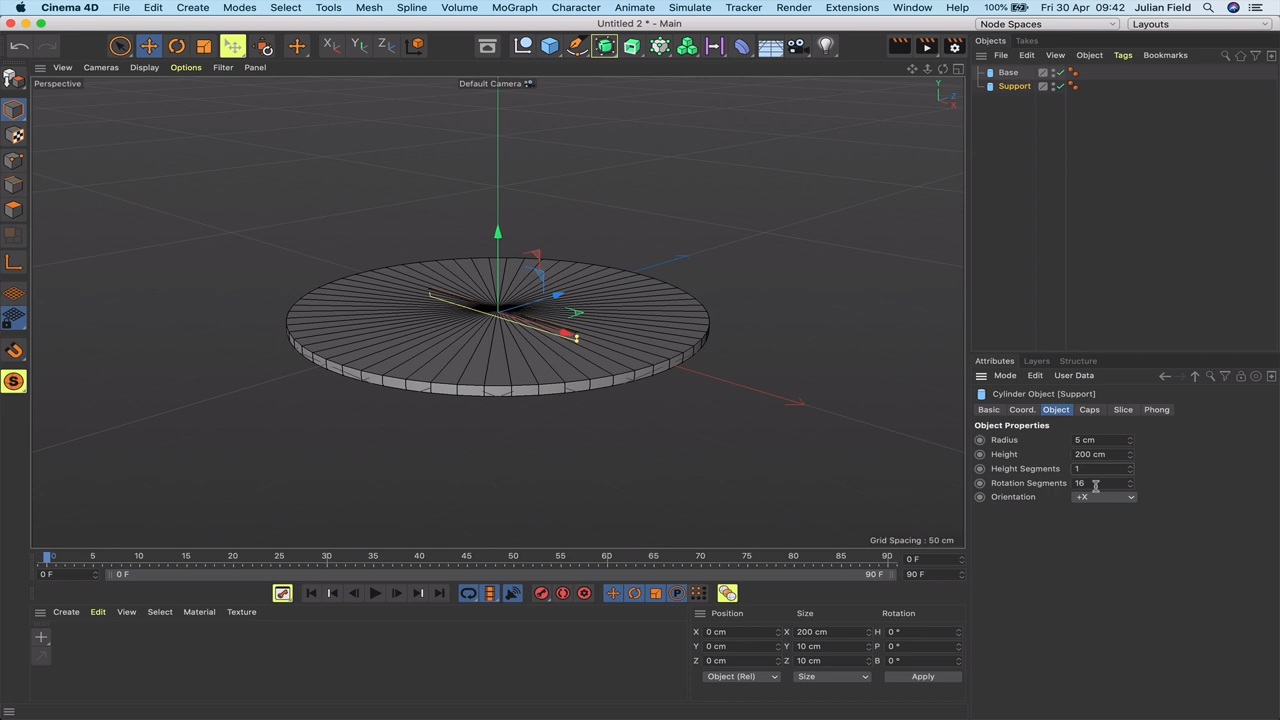 Cinema 4D File Edit Create Modes Select Tools Mesh Spline Volume MoGraph Character Animate Simulate Tracker Render Extensions Window Help 100% Fri 30 Apr 09:42 Julian Field
Untitled 2 * - Main
Node Spaces Layouts
View Cameras Display Options Filter Panel
Perspective
Default Camera
Y
Z
X
Grid Spacing : 50 cm
Objects Takes
File Edit View Object Tags Bookmarks
Base
Support
Attributes Layers Structure
Mode Edit User Data
Cylinder Object [Support]
Basic Coord. Object Caps Slice Phong
Object Properties
Radius 5 cm
Height 200 cm
Height Segments 1
Rotation Segments 16
Orientation +X
0 5 10 15 20 25 30 35 40 45 50 55 60 65 70 75 80 85 90 0 F
0 F 0 F 90 F 90 F
Create Edit View Select Material Texture
Position Size Rotation
X 0 cm X 200 cm H 0 °
Y 0 cm Y 10 cm P 0 °
Z 0 cm Z 10 cm B 0 °
Object (Rel) Size Apply